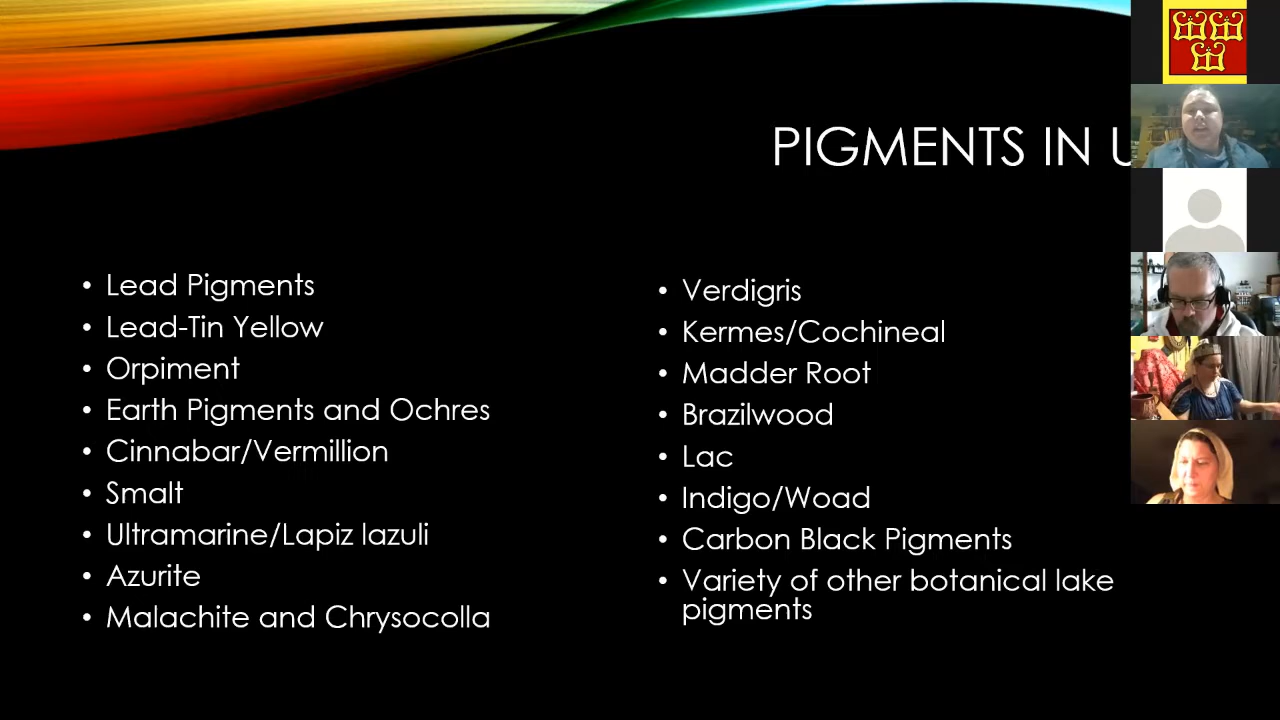 PIGMENTS IN U
Lead Pigments
Lead-Tin Yellow
Orpiment
Earth Pigments and Ochres
Cinnabar/Vermillion
Smalt
Ultramarine/Lapiz lazuli
Azurite
Malachite and Chrysocolla
Verdigris
Kermes/Cochineal
Madder Root
Brazilwood
Lac
Indigo/Woad
Carbon Black Pigments
Variety of other botanical lake
pigments